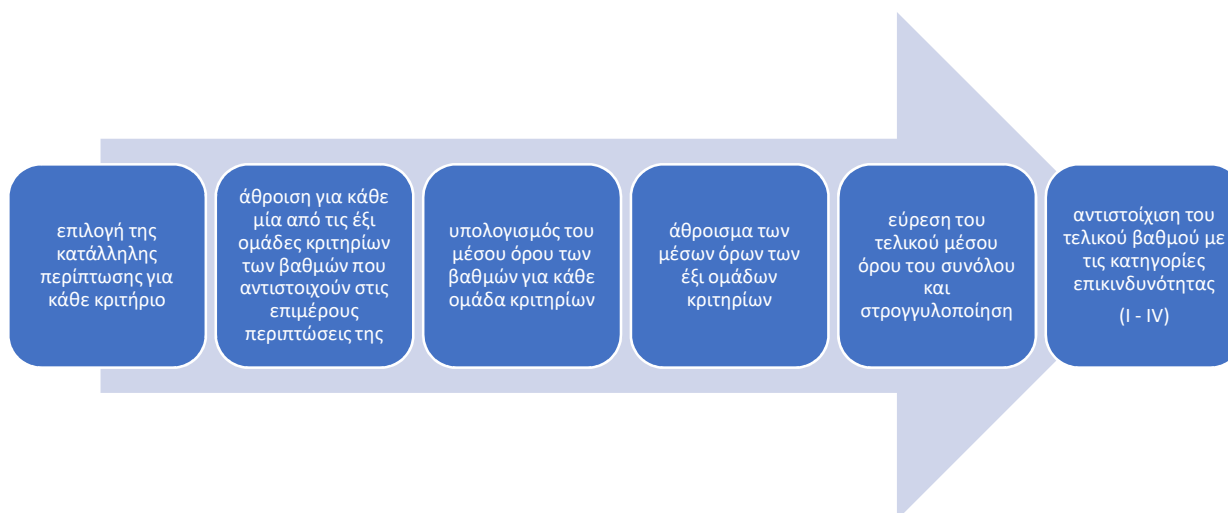 επιλογή της
κατάλληλης
περίπτωσης για
κάθε κριτήριο
άθροιση για κάθε
μία από τις έξι
ομάδες κριτηρίων
των βαθμών που
αντιστοιχούν στις
επιμέρους
περιπτώσεις της
υπολογισμός του
μέσου όρου των
βαθμών για κάθε
ομάδα κριτηρίων
άθροισμα των
μέσων όρων των
έξι ομάδων
κριτηρίων
εύρεση του
τελικού μέσου
όρου του συνόλου
και
στρογγυλοποίηση
αντιστοίχιση του
τελικού βαθμού με
τις κατηγορίες
επικινδυνότητας
(I - IV)